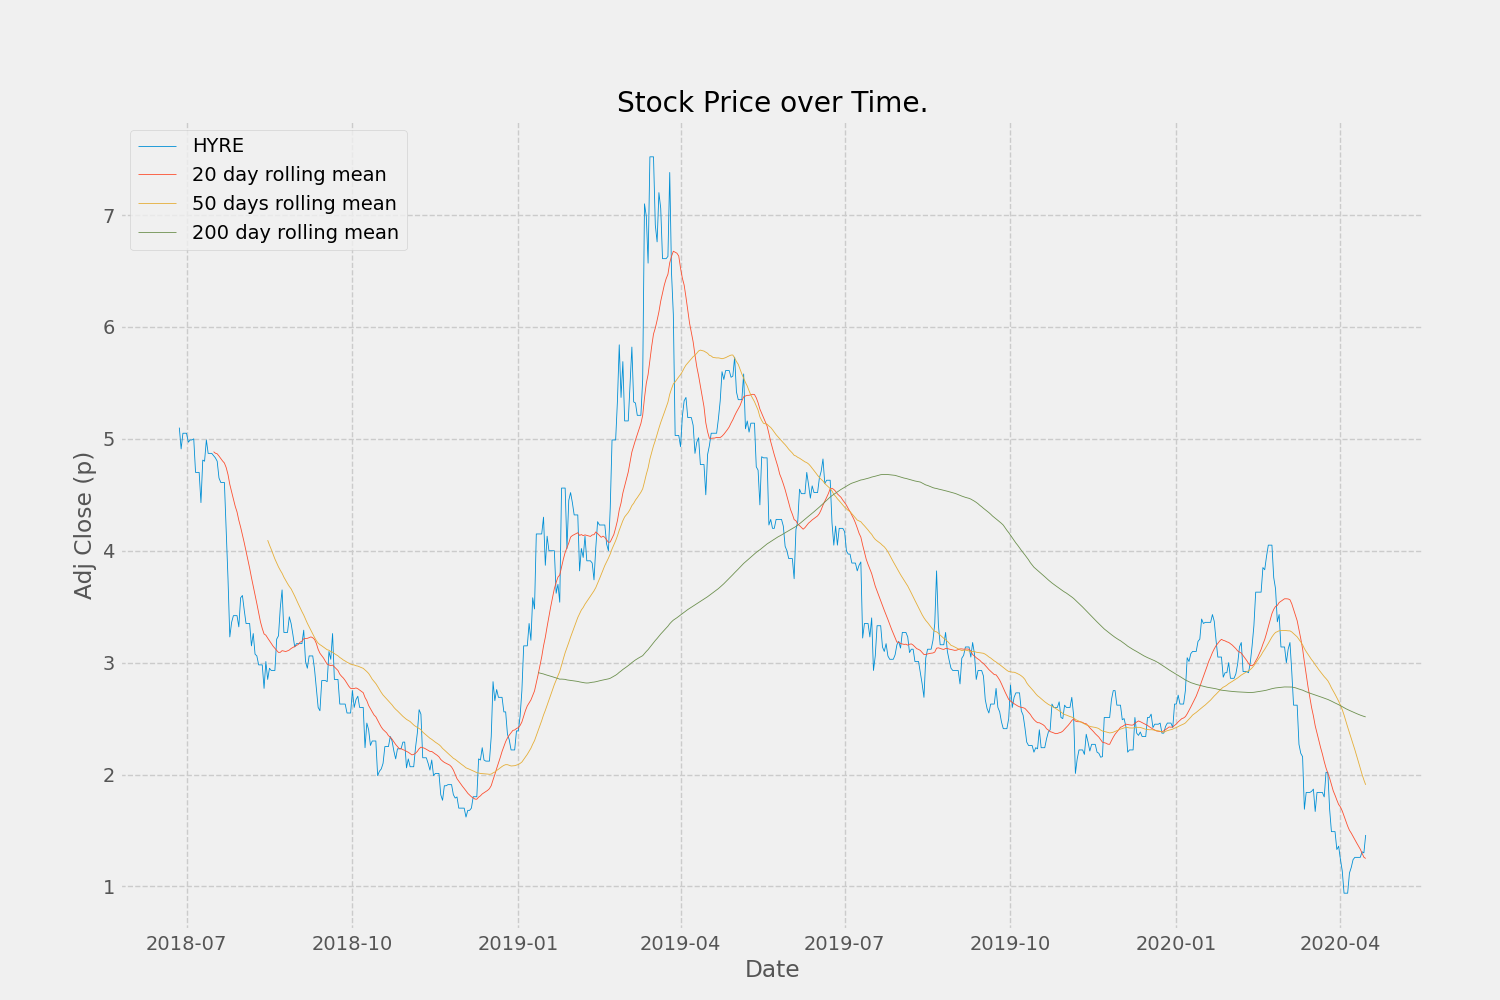 Stock Price over Time.
HYRE
20 day rolling mean
50 days rolling mean
200 day rolling mean
Adj Close (p)
7
6
5
4
3
2
1
2018-07 2018-10 2019-01 2019-04 2019-07 2019-10 2020-01 2020-04
Date